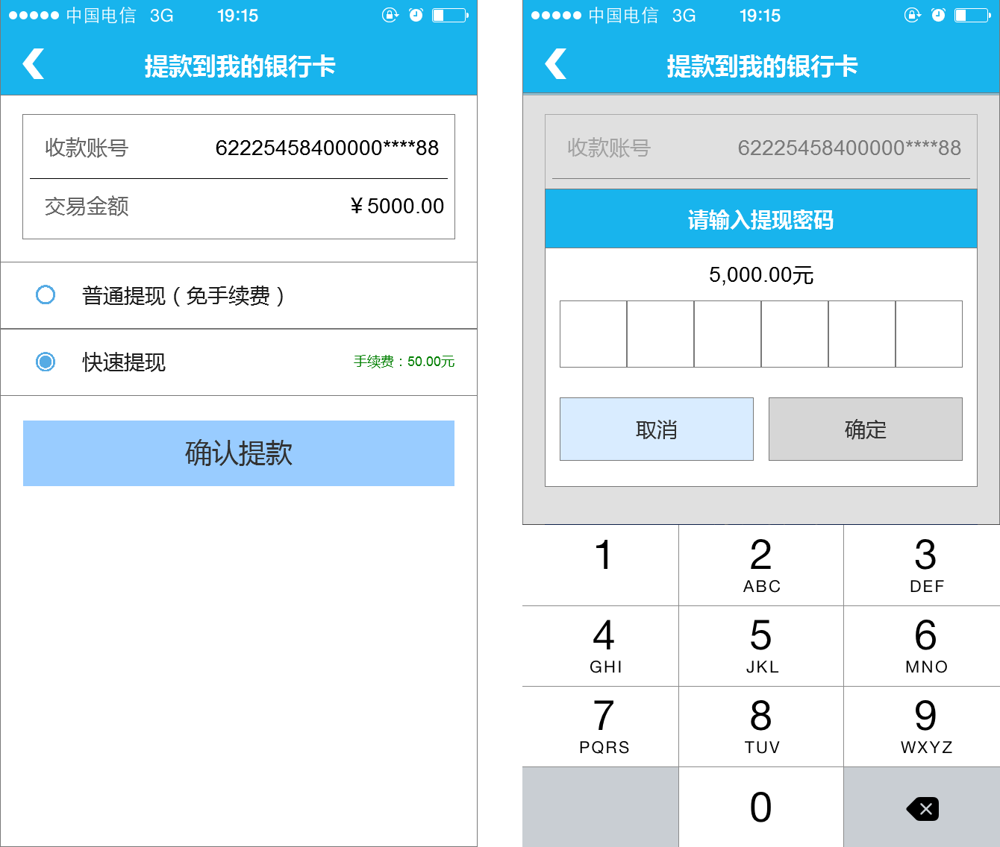 中国电信 3G 19:15
提款到我的银行卡
收款账号 62225458400000****88
交易金额 ¥5000.00
普通提现（免手续费）
快速提现 手续费：50.00元
确认提款
中国电信 3G 19:15
提款到我的银行卡
收款账号 62225458400000****88
请输入提现密码
5,000.00元
取消 确定
1 2 3
ABC DEF
4 5 6
GHI JKL MNO
7 8 9
PQRS TUV WXYZ
0